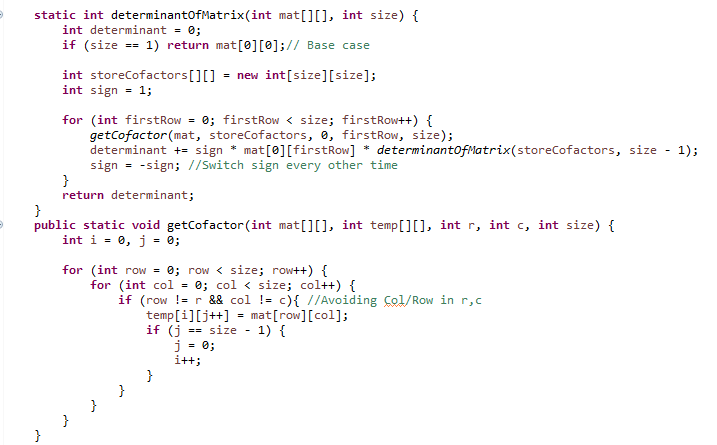 static int determinantOfMatrix(int mat[][], int size) {
int determinant = 0;
if (size == 1) return mat[0][0];// Base case
int storeCofactors[][] = new int[size][size];
int sign = 1;
for (int firstRow = 0; firstRow < size; firstRow++) {
getCofactor(mat, storeCofactors, 0, firstRow, size);
determinant += sign * mat[0][firstRow] * determinantOfMatrix(storeCofactors, size - 1);
sign = -sign; //Switch sign every other time
}
return determinant;
}
public static void getCofactor(int mat[][], int temp[][], int r, int c, int size) {
int i = 0, j = 0;
for (int row = 0; row < size; row++) {
for (int col = 0; col < size; col++) {
if (row != r && col != c){ //Avoiding Col/Row in r,c
temp[i][j++] = mat[row][col];
if (j == size - 1) {
j = 0;
i++;
}
}
}
}
}